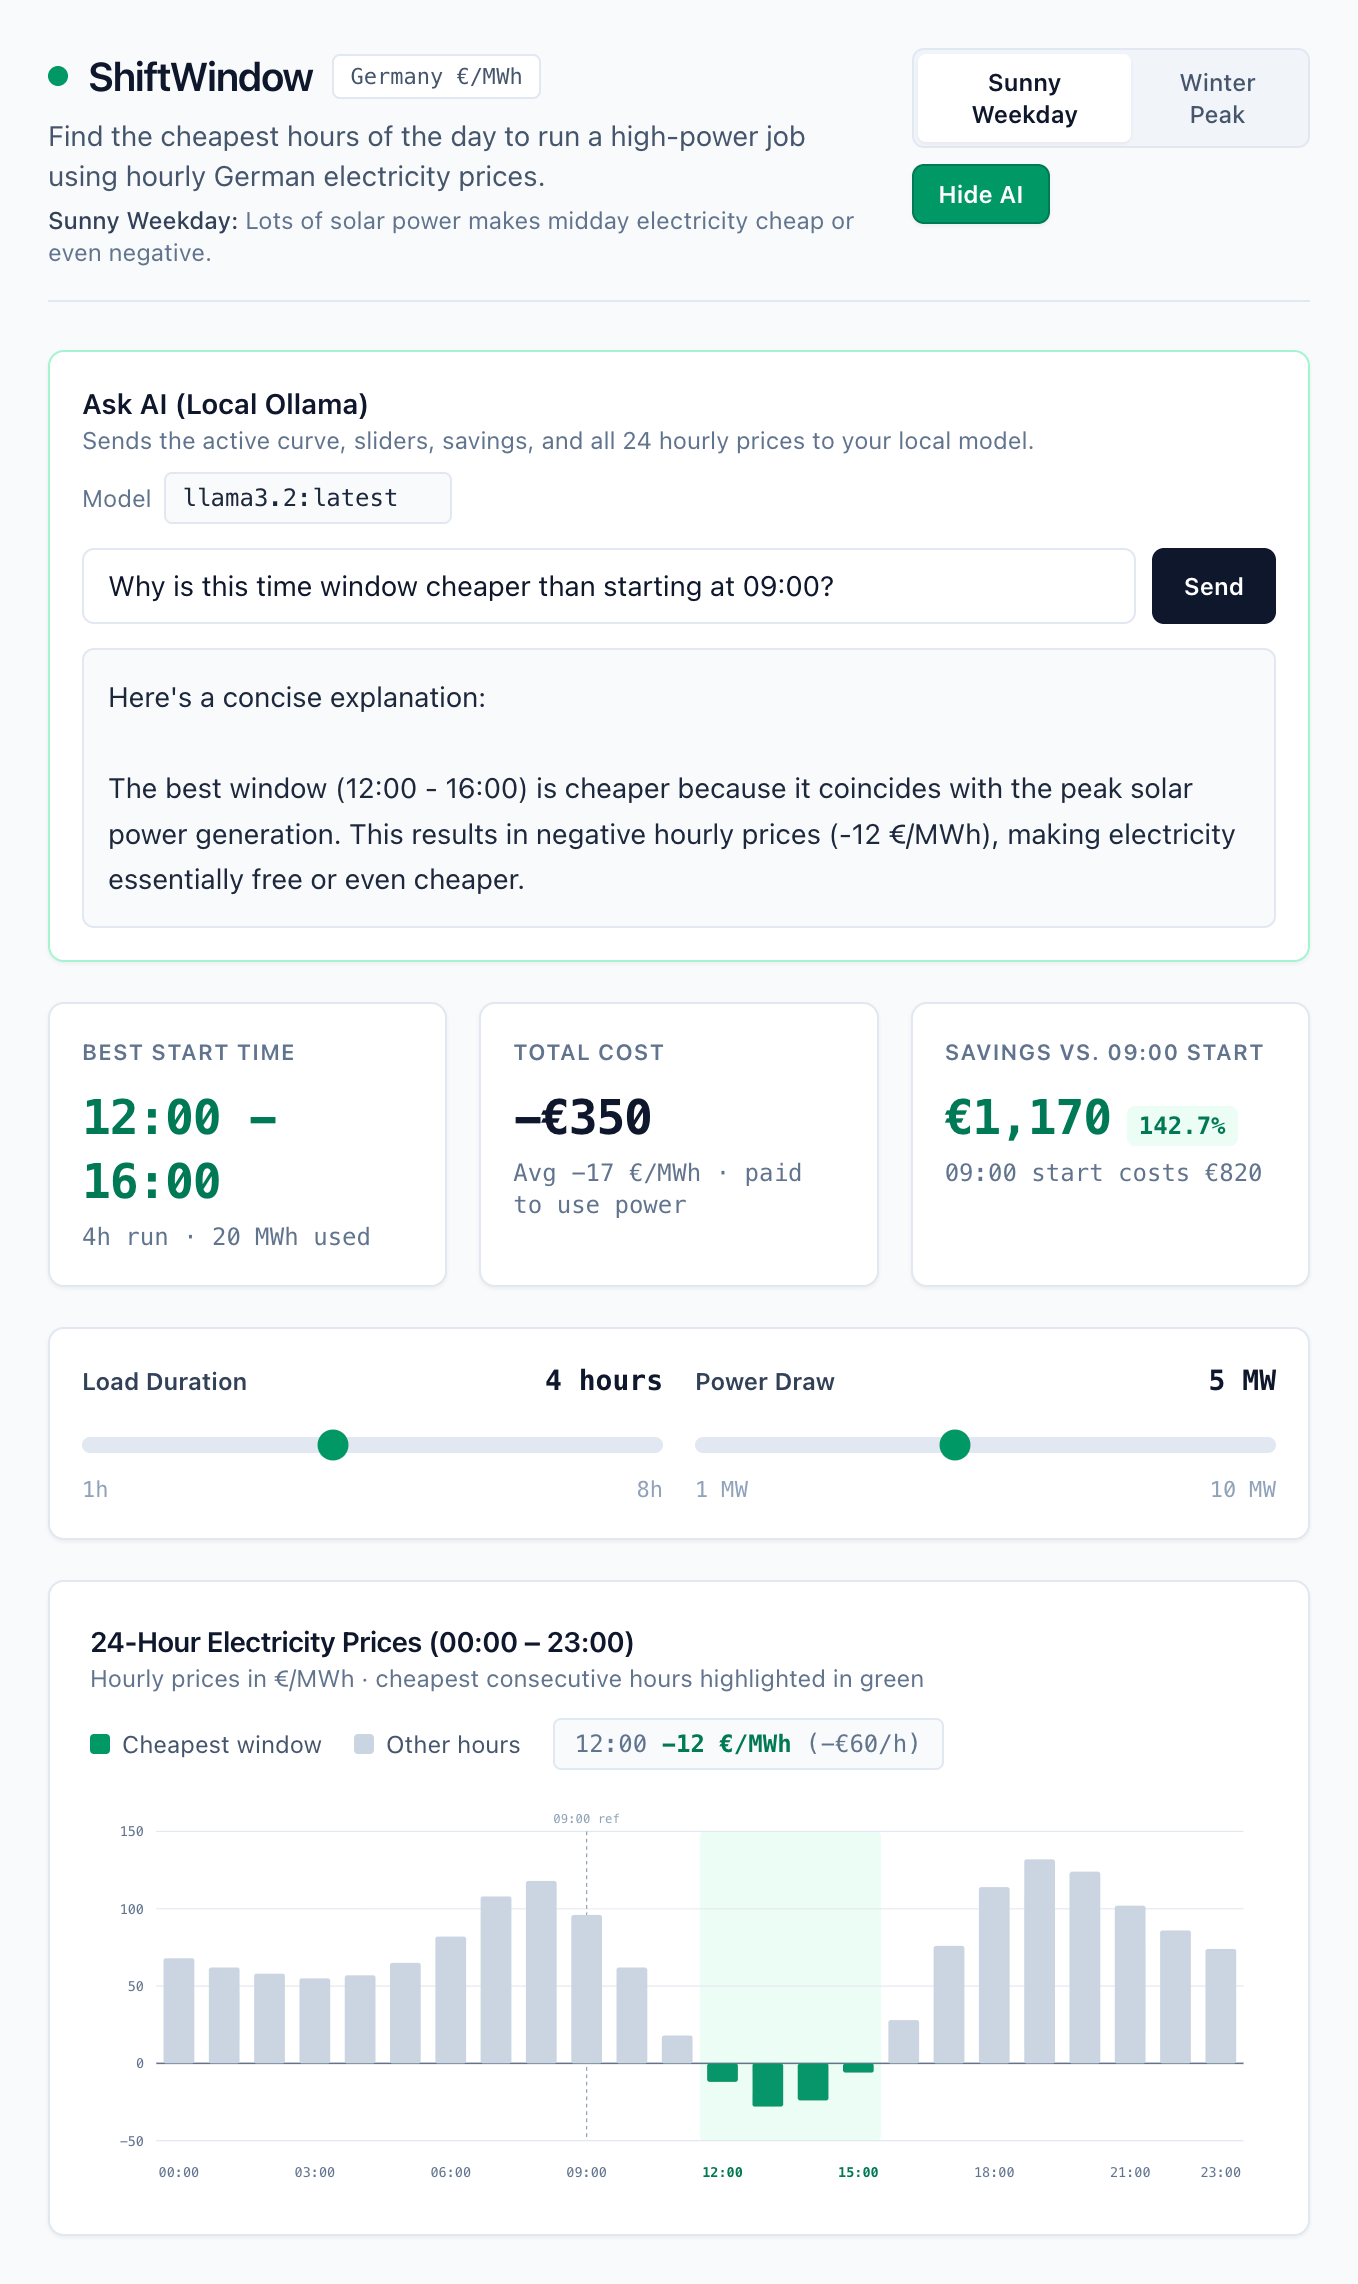 ShiftWindow
Germany €/MWh
Find the cheapest hours of the day to run a high-power job
using hourly German electricity prices.
Sunny Weekday: Lots of solar power makes midday electricity cheap or
even negative.
Sunny
Weekday
Winter
Peak
Hide AI
Ask AI (Local Ollama)
Sends the active curve, sliders, savings, and all 24 hourly prices to your local model.
Model
llama3.2:latest
Why is this time window cheaper than starting at 09:00?
Send
Here's a concise explanation:
The best window (12:00 - 16:00) is cheaper because it coincides with the peak solar
power generation. This results in negative hourly prices (-12 €/MWh), making electricity
essentially free or even cheaper.
BEST START TIME
12:00 –
16:00
4h run · 20 MWh used
TOTAL COST
−€350
Avg −17 €/MWh · paid
to use power
SAVINGS VS. 09:00 START
€1,170 142.7%
09:00 start costs €820
Load Duration
4 hours
1h
8h
Power Draw
5 MW
1 MW
10 MW
24-Hour Electricity Prices (00:00 – 23:00)
Hourly prices in €/MWh · cheapest consecutive hours highlighted in green
Cheapest window
Other hours
12:00 −12 €/MWh (−€60/h)
09:00 ref
150
100
50
0
−50
00:00
03:00
06:00
09:00
12:00
15:00
18:00
21:00
23:00